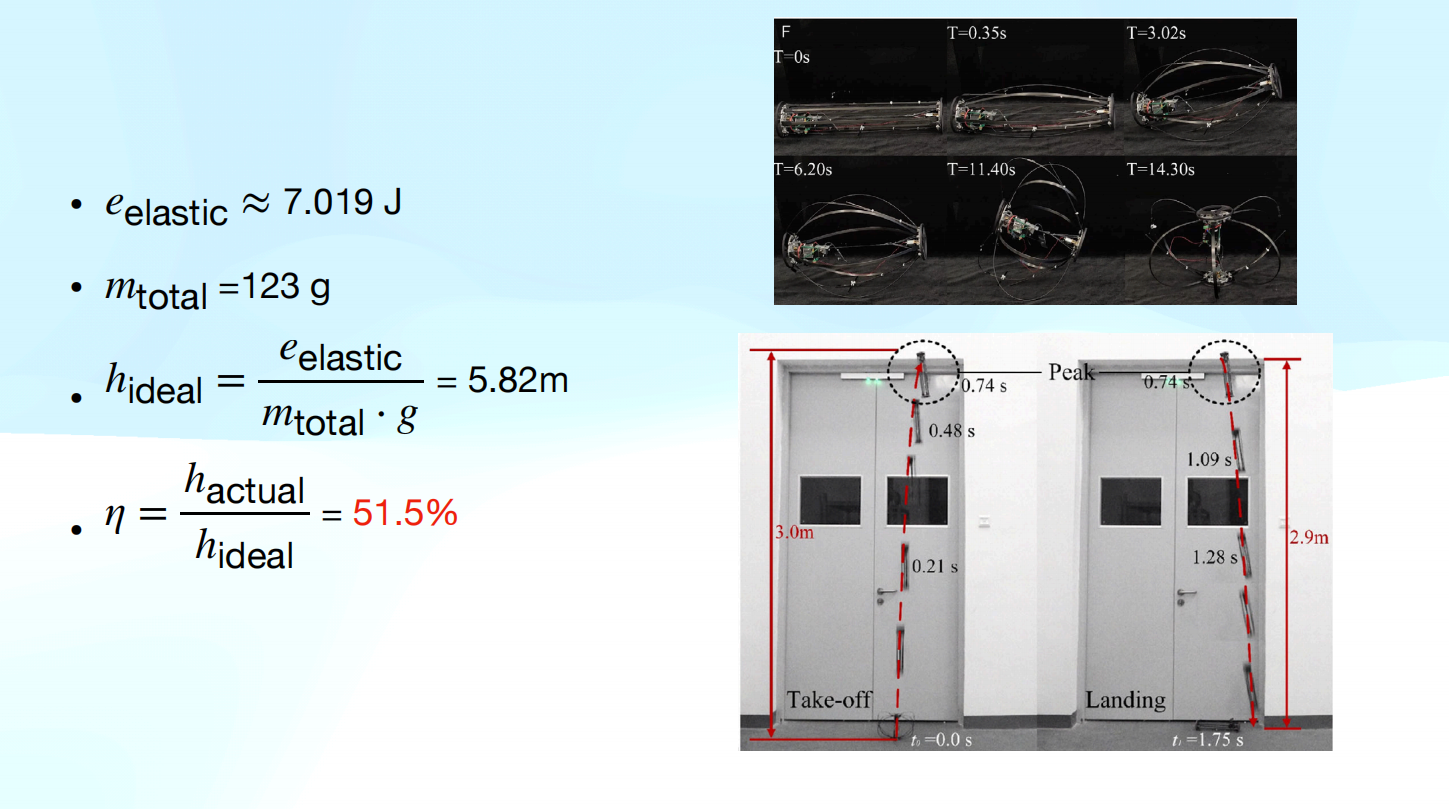 • e_elastic ≈ 7.019 J
• m_total =123 g
• h_ideal = e_elastic / (m_total · g) = 5.82m
• η = h_actual / h_ideal = 51.5%
F
T=0s
T=0.35s
T=3.02s
T=6.20s
T=11.40s
T=14.30s
Peak
0.74 s
0.74 s
0.48 s
1.09 s
3.0m
2.9m
0.21 s
1.28 s
Take-off
Landing
t₀ =0.0 s
=1.75 s